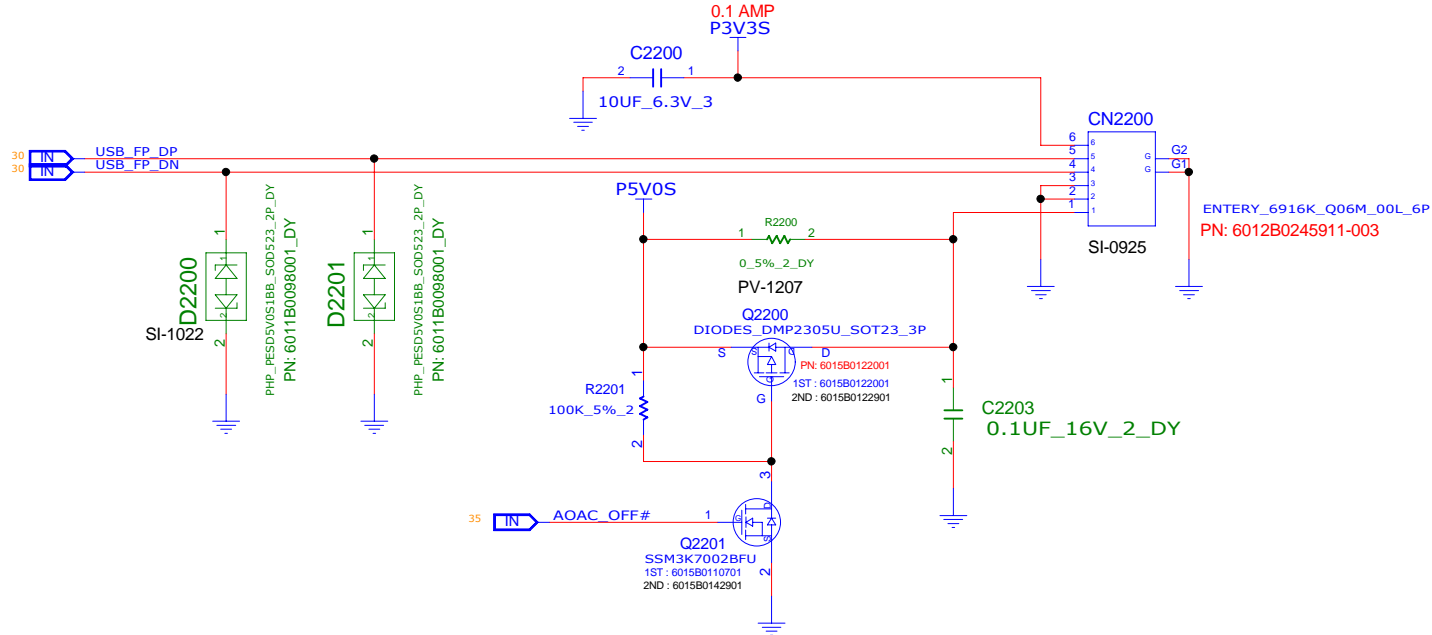 0.1 AMP
P3V3S
C2200
2
1
10UF_6.3V_3
CN2200
6
5
4
3
2
1
6
5
4
3
2
1
G
G
G2
G1
ENTERY_6916K_Q06M_00L_6P
PN: 6012B0245911-003
SI-0925
30
IN
USB_FP_DP
30
IN
USB_FP_DN
1
D2200
1
2
2
SI-1022
PHP_PESD5V0S1BB_SOD523_2P_DY
PN: 6011B0098001_DY
1
D2201
1
2
2
PHP_PESD5V0S1BB_SOD523_2P_DY
PN: 6011B0098001_DY
P5V0S
R2200
1
2
0_5%_2_DY
PV-1207
Q2200
DIODES_DMP2305U_SOT23_3P
S
S
D
G
PN: 6015B0122001
1ST : 6015B0122001
2ND : 6015B0122901
1
R2201
100K_5%_2
2
1
C2203
0.1UF_16V_2_DY
2
3
35
IN
AOAC_OFF#
1
G
D
S
Q2201
SSM3K7002BFU
1ST : 6015B0110701
2ND : 6015B0142901
2